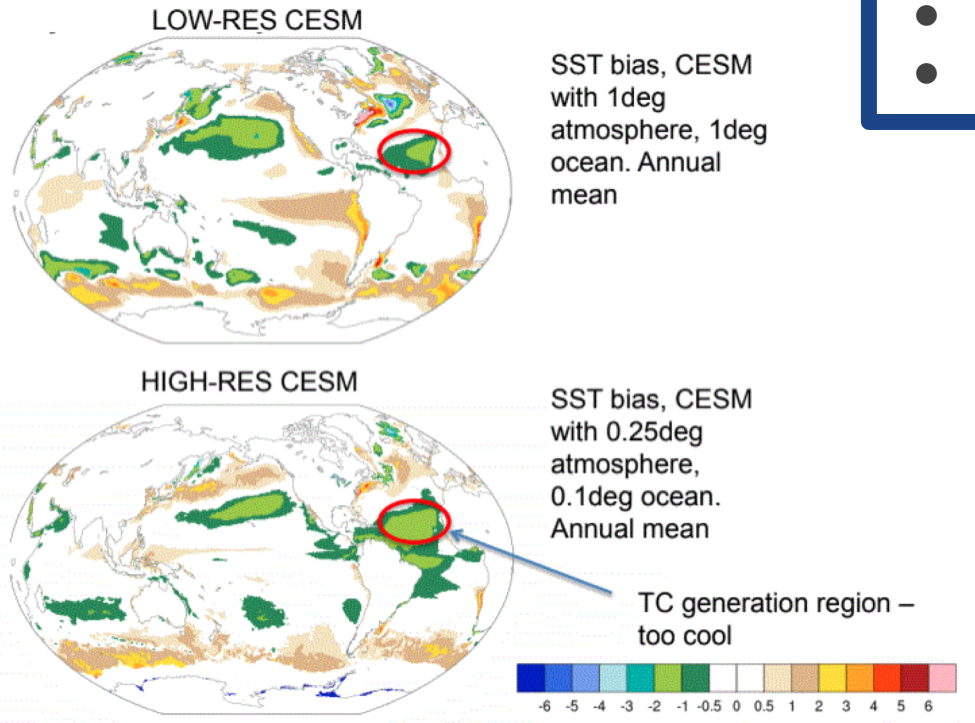 LOW-RES CESM
SST bias, CESM
with 1deg
atmosphere, 1deg
ocean. Annual
mean
HIGH-RES CESM
SST bias, CESM
with 0.25deg
atmosphere,
0.1deg ocean.
Annual mean
TC generation region –
too cool
-6 -5 -4 -3 -2 -1 -0.5 0 0.5 1 2 3 4 5 6